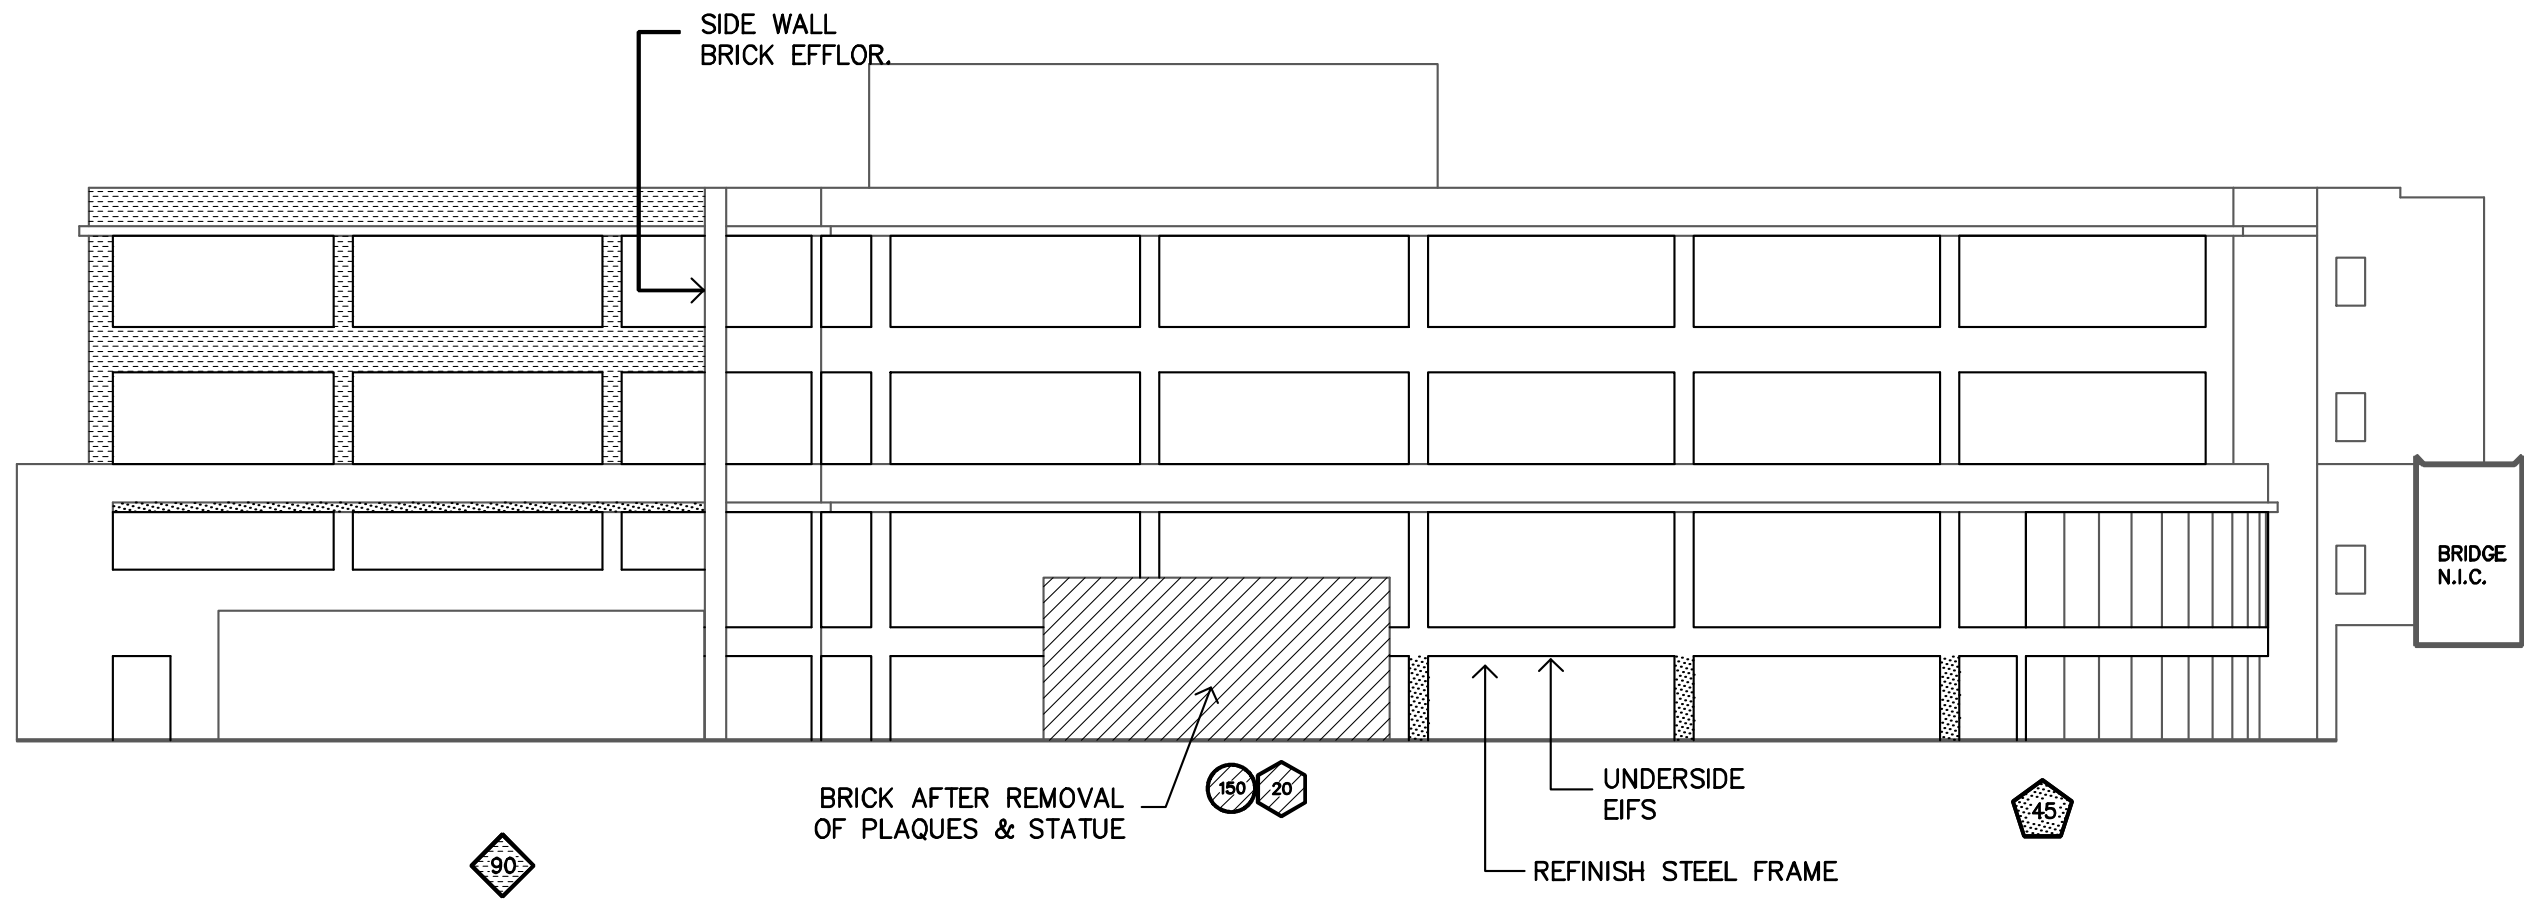 SIDE WALL
BRICK EFFLOR.
BRIDGE
N.I.C.
BRICK AFTER REMOVAL
OF PLAQUES & STATUE
150
20
UNDERSIDE
EIFS
45
REFINISH STEEL FRAME
90